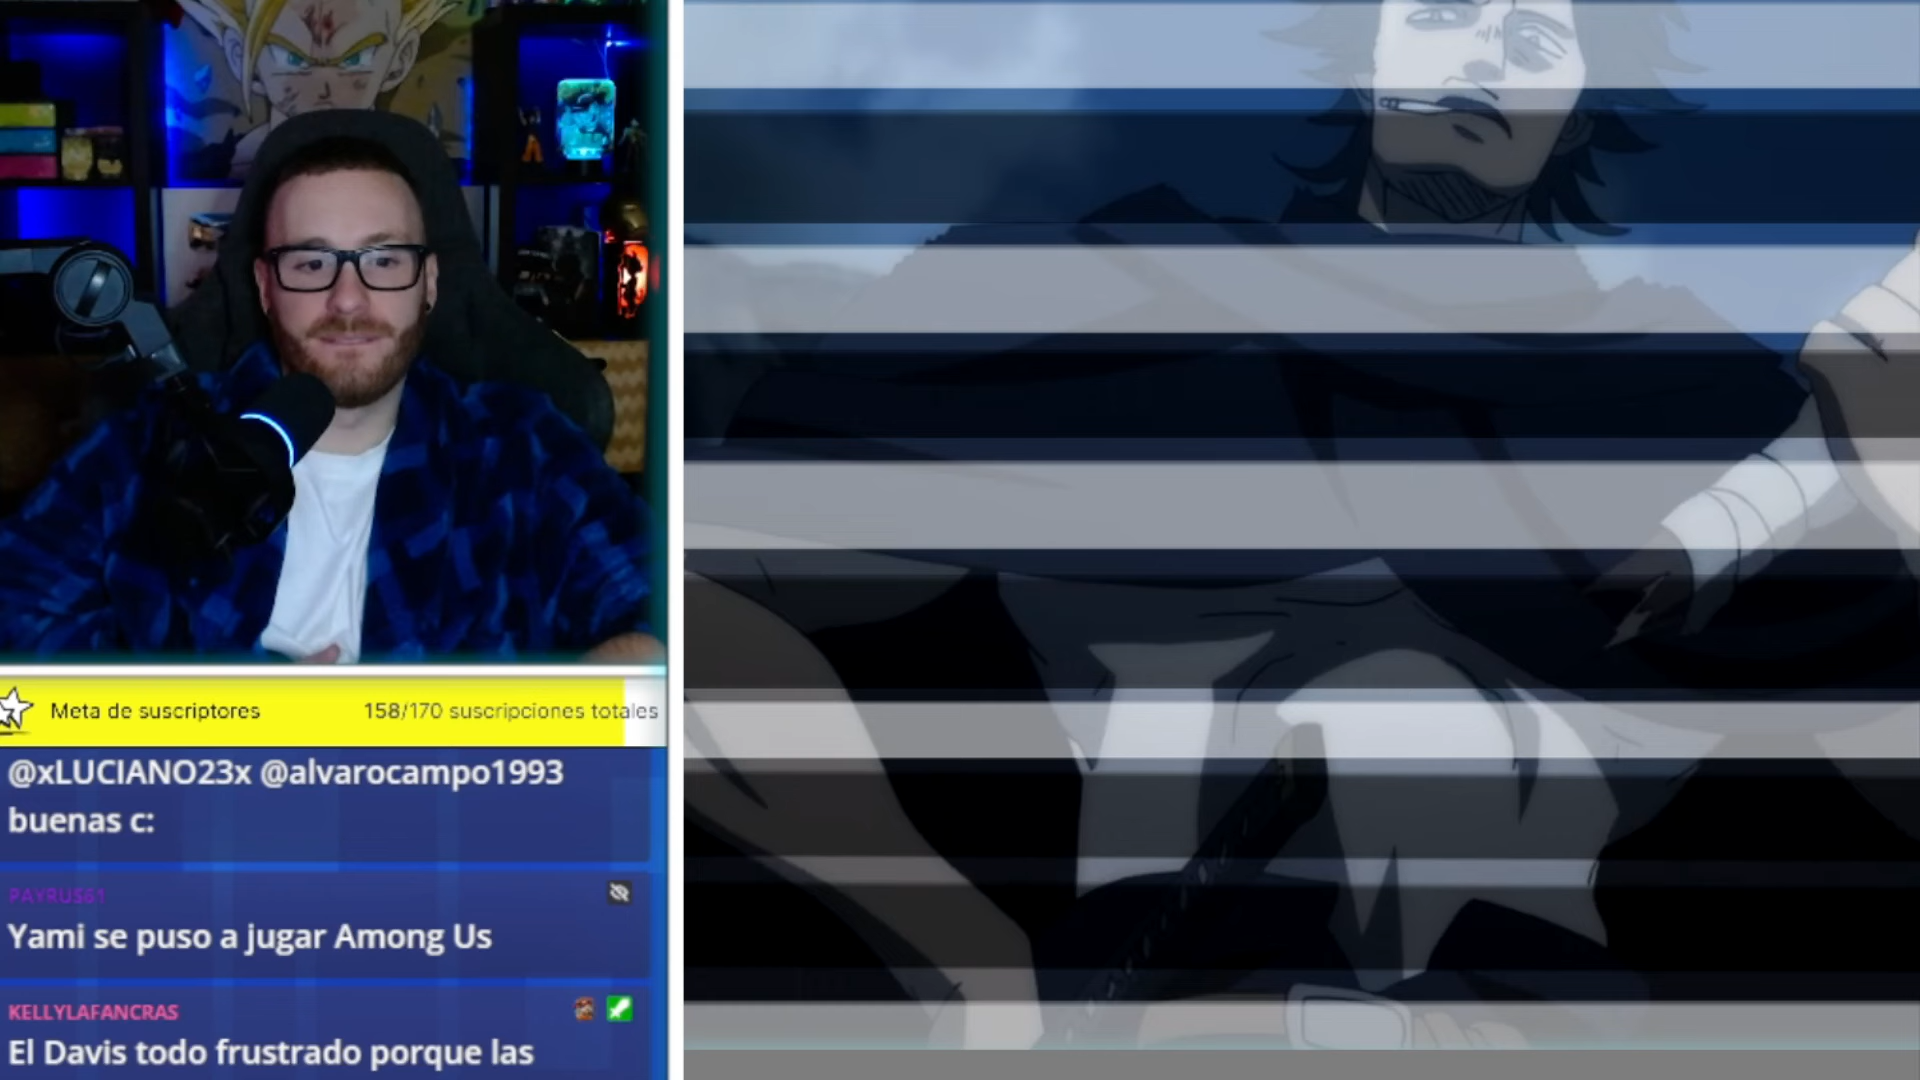 Meta de suscriptores 158/170 suscripciones totales
@xLUCIANO23x @alvarocampo1993
buenas c:
PAYRUS61
Yami se puso a jugar Among Us
KELLYLAFANCRAS
El Davis todo frustrado porque las